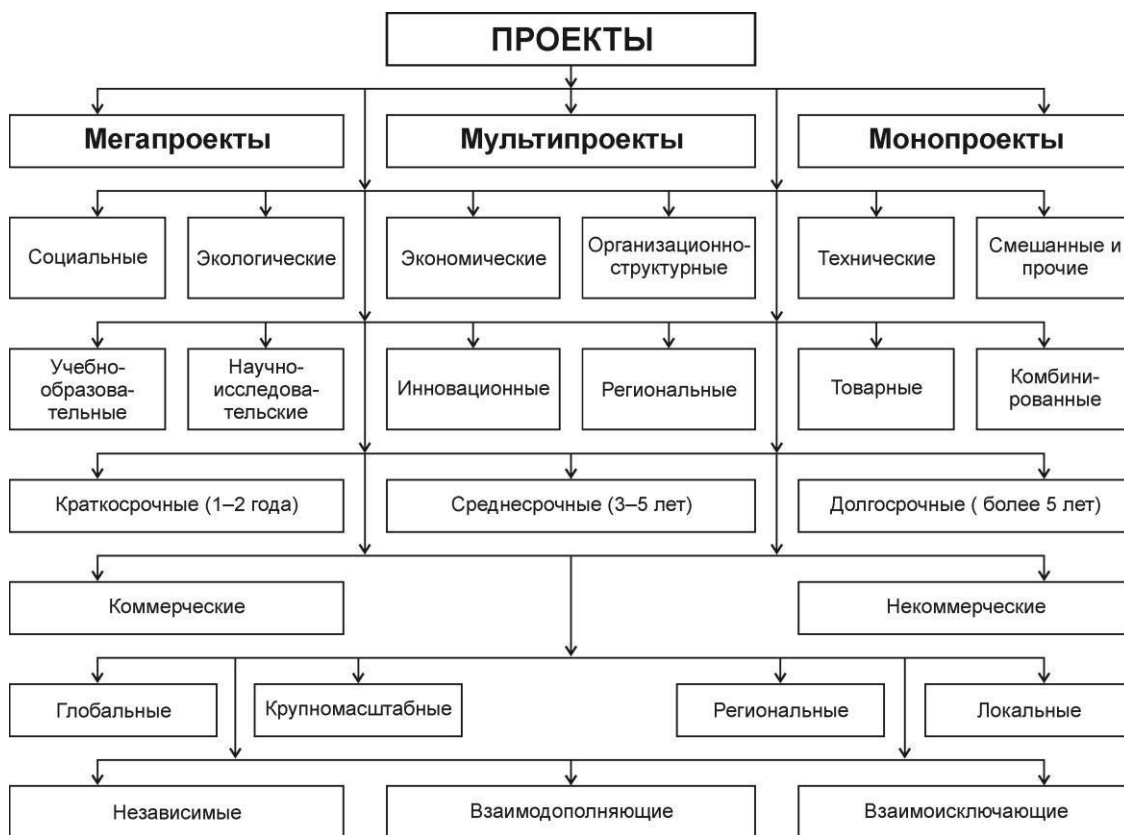 ПРОЕКТЫ
Мегапроекты
Мультипроекты
Монопроекты
Социальные
Экологические
Экономические
Организационно-
структурные
Технические
Смешанные и
прочие
Учебно-
образова-
тельные
Научно-
исследова-
тельские
Инновационные
Региональные
Товарные
Комбини-
рованные
Краткосрочные (1–2 года)
Среднесрочные (3–5 лет)
Долгосрочные ( более 5 лет)
Коммерческие
Некоммерческие
Глобальные
Крупномасштабные
Региональные
Локальные
Независимые
Взаимодополняющие
Взаимоисключающие